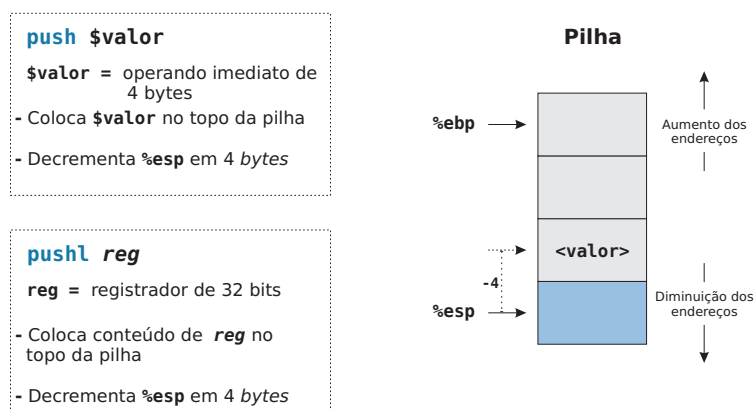 push $valor
$valor = operando imediato de
4 bytes
- Coloca $valor no topo da pilha
- Decrementa %esp em 4 bytes
pushl reg
reg = registrador de 32 bits
- Coloca conteúdo de reg no
topo da pilha
- Decrementa %esp em 4 bytes
Pilha
%ebp
Aumento dos
endereços
<valor>
-4
%esp
Diminuição dos
endereços